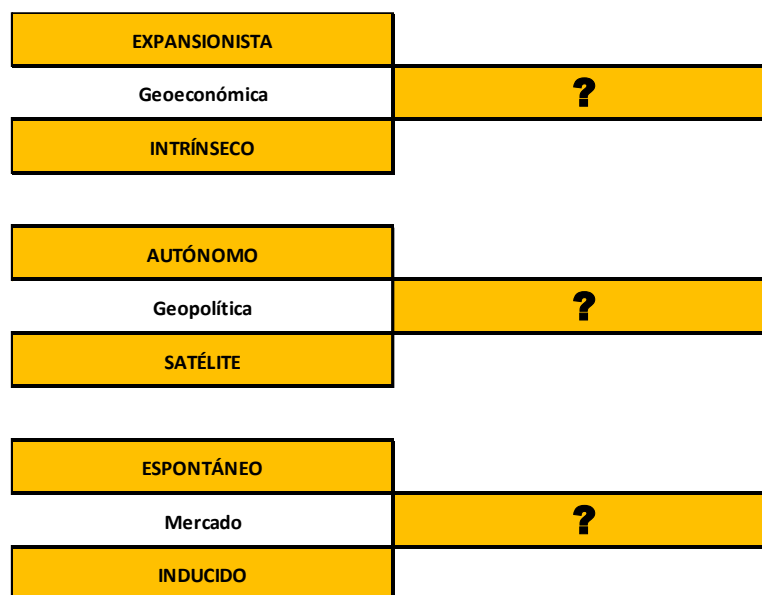 EXPANSIONISTA
Geoeconómica
?
INTRÍNSECO
AUTÓNOMO
Geopolítica
?
SATÉLITE
ESPONTÁNEO
Mercado
?
INDUCIDO